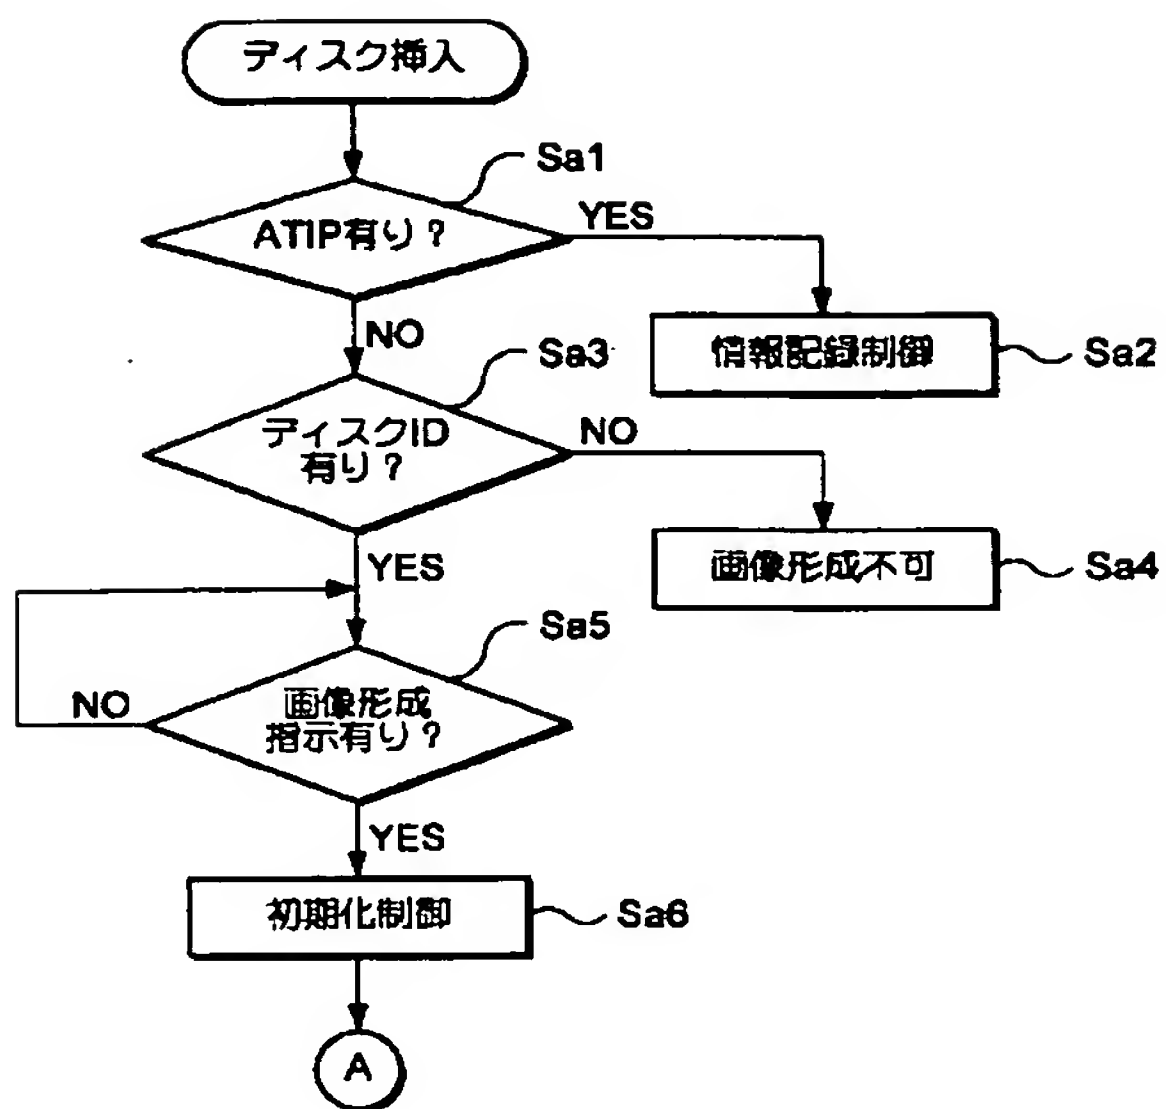 ディスク挿入
Sa1
ATIP有り?
YES
NO
情報記録制御
Sa2
Sa3
ディスクID
有り?
NO
YES
画像形成不可
Sa4
Sa5
画像形成
指示有り?
NO
YES
初期化制御
Sa6
A